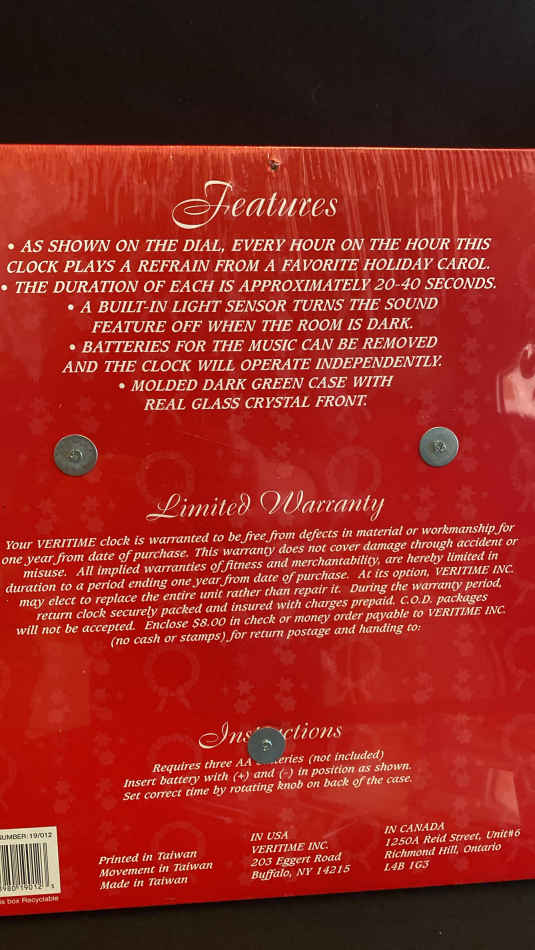 Features
• AS SHOWN ON THE DIAL, EVERY HOUR ON THE HOUR THIS
CLOCK PLAYS A REFRAIN FROM A FAVORITE HOLIDAY CAROL.
• THE DURATION OF EACH IS APPROXIMATELY 20-40 SECONDS.
• A BUILT-IN LIGHT SENSOR TURNS THE SOUND
FEATURE OFF WHEN THE ROOM IS DARK.
• BATTERIES FOR THE MUSIC CAN BE REMOVED
AND THE CLOCK WILL OPERATE INDEPENDENTLY.
• MOLDED DARK GREEN CASE WITH
REAL GLASS CRYSTAL FRONT.
Limited Warranty
Your VERITIME clock is warranted to be free from defects in material or workmanship for
one year from date of purchase. This warranty does not cover damage through accident or
misuse. All implied warranties of fitness and merchantability, are hereby limited in
duration to a period ending one year from date of purchase. At its option, VERITIME INC.
may elect to replace the entire unit rather than repair it. During the warranty period,
return clock securely packed and insured with charges prepaid. C.O.D. packages
will not be accepted. Enclose $8.00 in check or money order payable to VERITIME INC.
(no cash or stamps) for return postage and handing to:
Instructions
Requires three AA batteries (not included)
Insert battery with (+) and (-) in position as shown.
Set correct time by rotating knob on back of the case.
NUMBER: 19/012
19012
is box Recyclable
Printed in Taiwan
Movement in Taiwan
Made in Taiwan
IN USA
VERITIME INC.
203 Eggert Road
Buffalo, NY 14215
IN CANADA
1250A Reid Street, Unit#6
Richmond Hill, Ontario
L4B 1G3